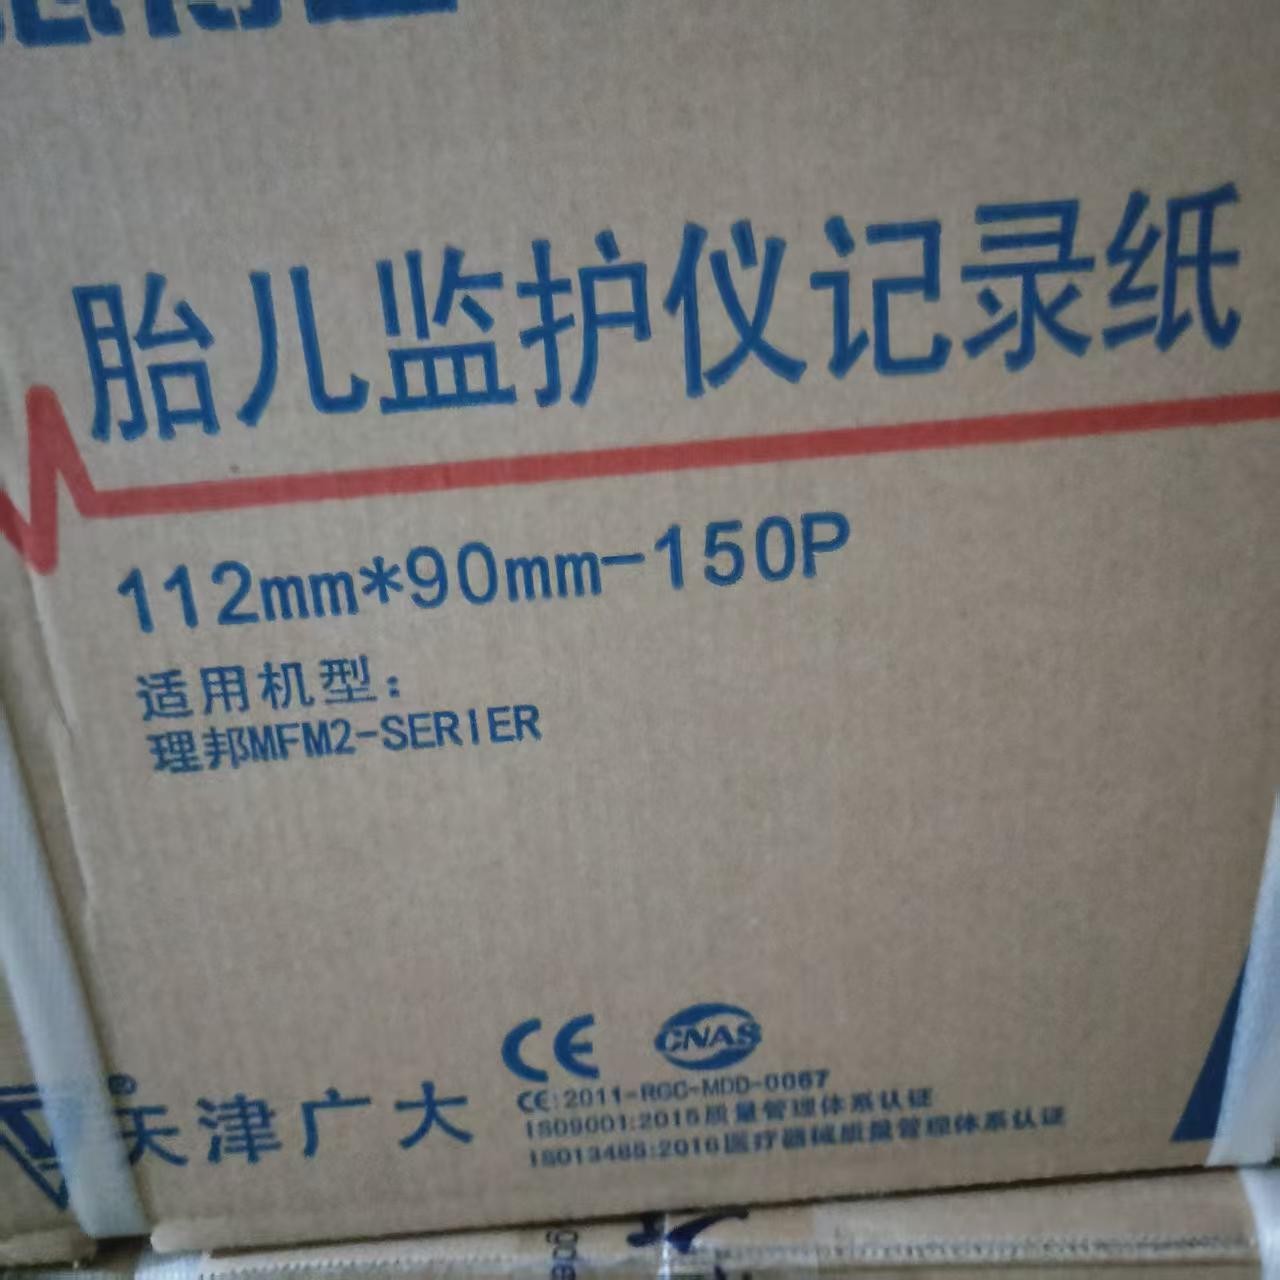 胎儿监护仪记录纸
112mm*90mm-150P
适用机型：
理邦MFM2-SERIER
CE
CNAS
®
天津广大
CE:2011-RGC-MDD-0067
ISO9001:2015质量管理体系认证
ISO13485:2016医疗器械质量管理体系认证